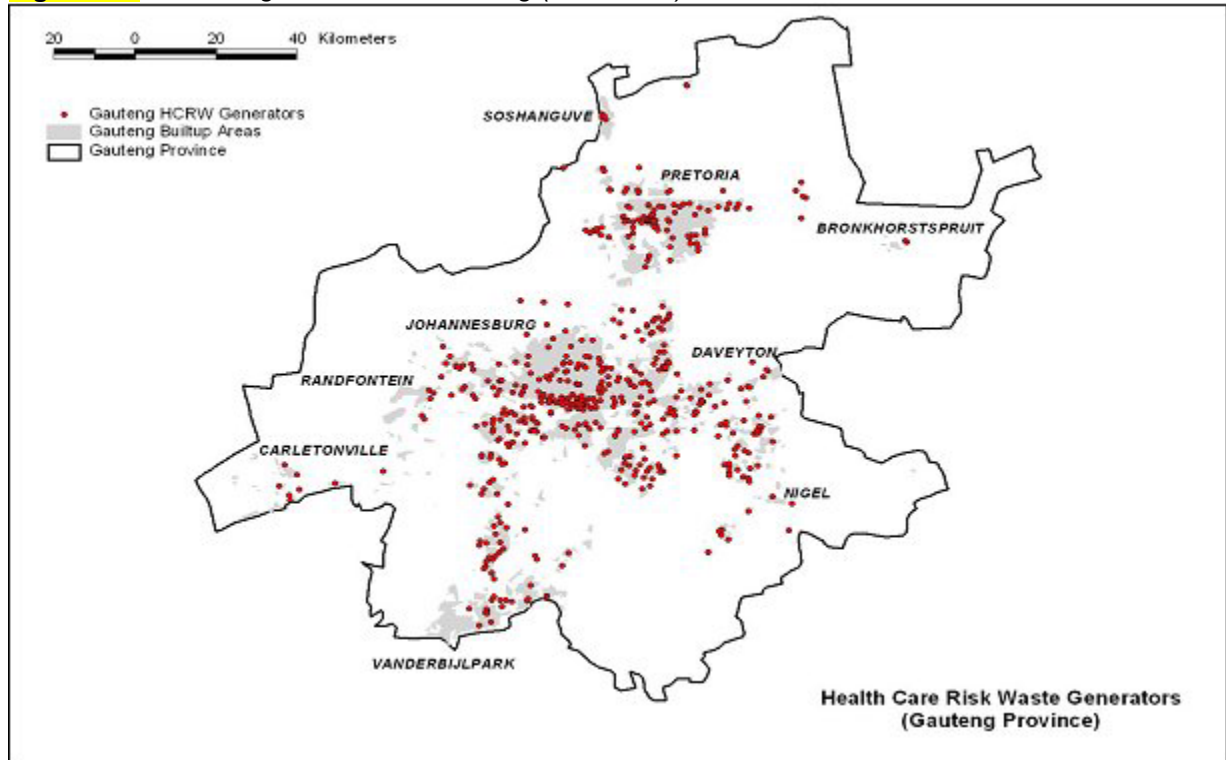 20 0 20 40 Kilometers
Gauteng HCRW Generators
Gauteng Builtup Areas
Gauteng Province
SOSHANGUVE
PRETORIA
BRONKHORSTSPRUIT
JOHANNESBURG
DAVEYTON
RANDFONTEIN
CARLETONVILLE
NIGEL
VANDERBIJLPARK
Health Care Risk Waste Generators
(Gauteng Province)